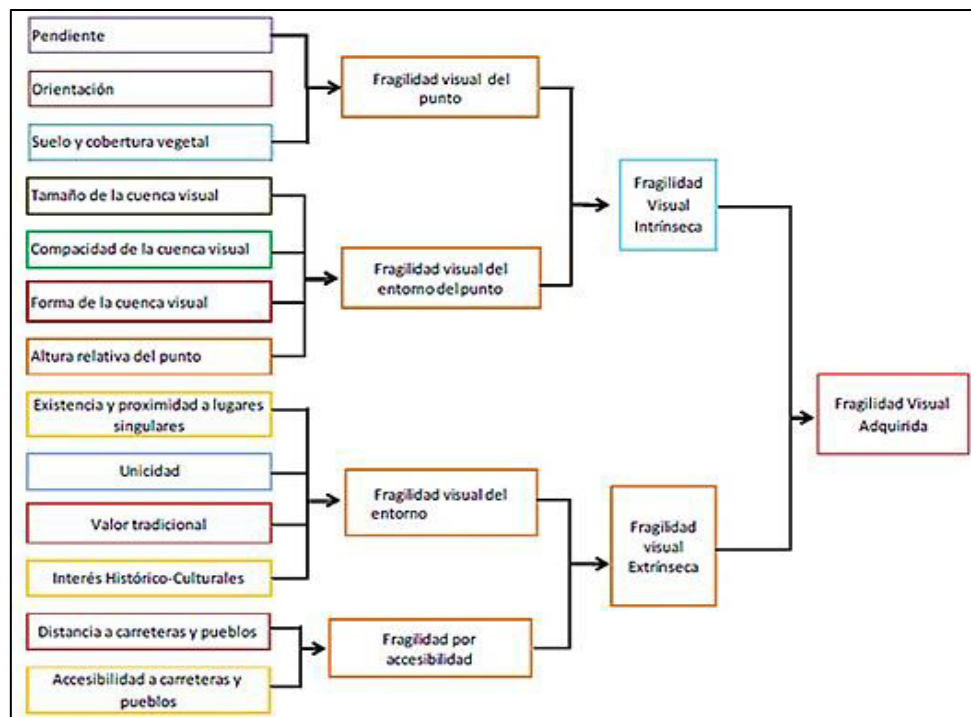 Pendiente
Orientación
Suelo y cobertura vegetal
Tamaño de la cuenca visual
Compacidad de la cuenca visual
Forma de la cuenca visual
Altura relativa del punto
Existencia y proximidad a lugares
singulares
Unicidad
Valor tradicional
Interés Histórico-Culturales
Distancia a carreteras y pueblos
Accesibilidad a carreteras y
pueblos
Fragilidad visual del
punto
Fragilidad visual del
entorno del punto
Fragilidad visual del
entorno
Fragilidad por
accesibilidad
Fragilidad
Visual
Intrínseca
Fragilidad
visual
Extrínseca
Fragilidad Visual
Adquirida